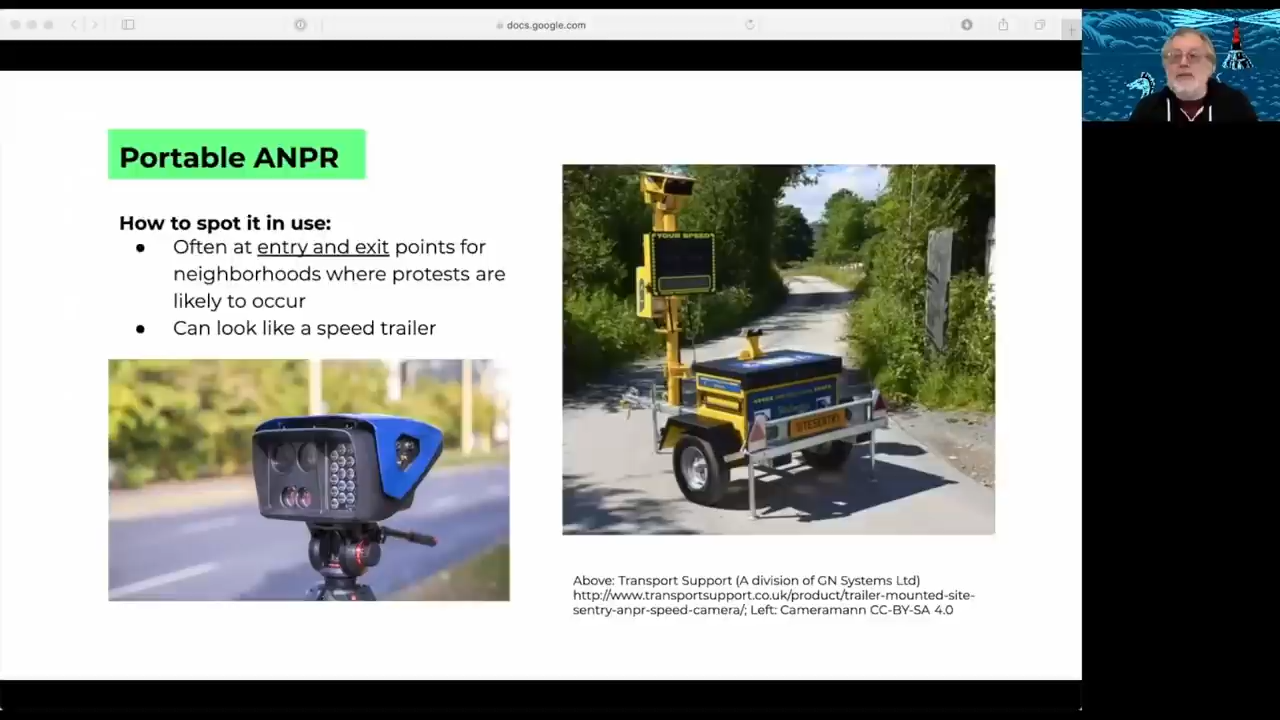 docs.google.com
Portable ANPR
How to spot it in use:
● Often at entry and exit points for
neighborhoods where protests are
likely to occur
● Can look like a speed trailer
YOUR SPEED
SITESENTRY
Above: Transport Support (A division of GN Systems Ltd)
http://www.transportsupport.co.uk/product/trailer-mounted-site-
sentry-anpr-speed-camera/; Left: Cameramann CC-BY-SA 4.0